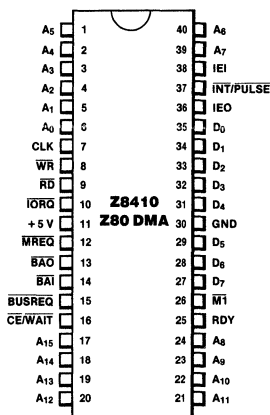 A5 1 40 A6
A4 2 39 A7
A3 3 38 IEI
A2 4 37 INT/PULSE
A1 5 36 IEO
A0 6 35 D0
CLK 7 34 D1
WR 8 33 D2
RD 9 32 D3
IORQ 10 Z8410 31 D4
+5 V 11 Z80 DMA 30 GND
MREQ 12 29 D5
BAO 13 28 D6
BAI 14 27 D7
BUSREQ 15 26 M1
CE/WAIT 16 25 RDY
A15 17 24 A8
A14 18 23 A9
A13 19 22 A10
A12 20 21 A11